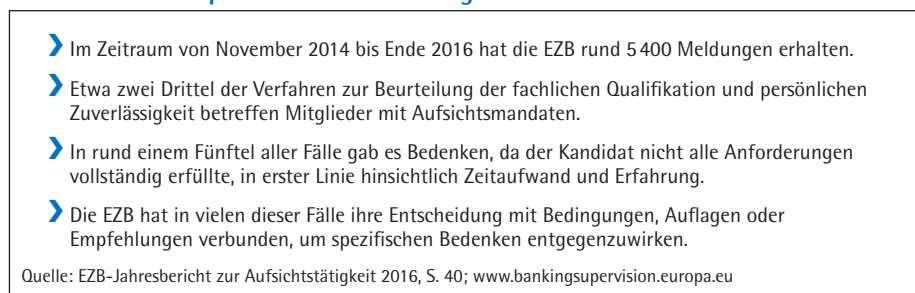 ❯ Im Zeitraum von November 2014 bis Ende 2016 hat die EZB rund 5 400 Meldungen erhalten.
❯ Etwa zwei Drittel der Verfahren zur Beurteilung der fachlichen Qualifikation und persönlichen
Zuverlässigkeit betreffen Mitglieder mit Aufsichtsmandaten.
❯ In rund einem Fünftel aller Fälle gab es Bedenken, da der Kandidat nicht alle Anforderungen
vollständig erfüllte, in erster Linie hinsichtlich Zeitaufwand und Erfahrung.
❯ Die EZB hat in vielen dieser Fälle ihre Entscheidung mit Bedingungen, Auflagen oder
Empfehlungen verbunden, um spezifischen Bedenken entgegenzuwirken.
Quelle: EZB-Jahresbericht zur Aufsichtstätigkeit 2016, S. 40; www.bankingsupervision.europa.eu